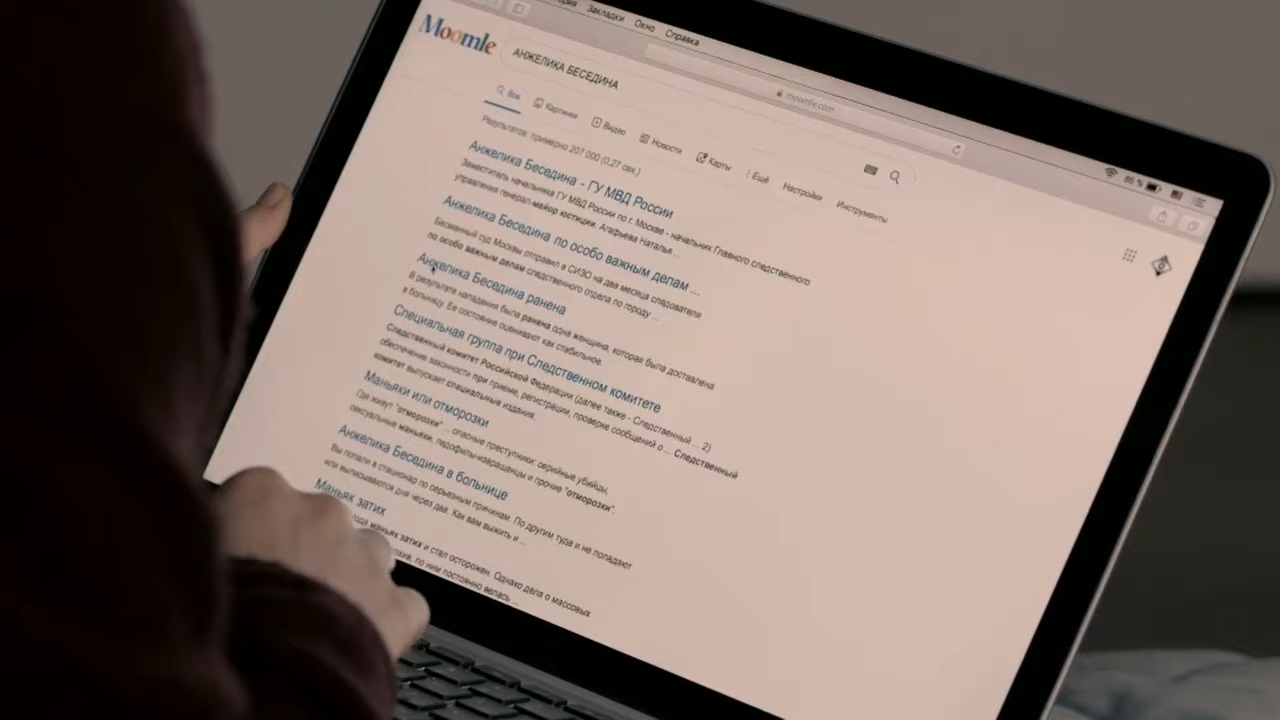 Закладки Окно Справка
Moomle
АНЖЕЛИКА БЕСЕДИНА
moomle.com
86 %
Все Картинки Видео Новости Карты Ещё Настройки Инструменты
Результатов: примерно 207 000 (0,27 сек.)
Анжелика Беседина - ГУ МВД России
Заместитель начальника ГУ МВД России по г. Москве - начальник Главного следственного
управления генерал-майор юстиции. Агафьева Наталья ...
Анжелика Беседина по особо важным делам ...
Басманный суд Москвы отправил в СИЗО на два месяца следователя
по особо важным делам следственного отдела по городу ...
Анжелика Беседина ранена
В результате нападения была ранена одна женщина, которая была доставлена
в больницу. Ее состояние оценивают как стабильное.
Специальная группа при Следственном комитете
Следственный комитет Российской Федерации (далее также - Следственный ... 2)
обеспечение законности при приеме, регистрации, проверке сообщений о ... Следственный
комитет выпускает специальные издания.
Маньяки или отморозки
Где живут "отморозки" ... опасные преступники: серийные убийцы,
сексуальные маньяки, педофилы-извращенцы и прочие "отморозки".
Анжелика Беседина в больнице
Вы попали в стационар по серьезным причинам. По другим туда и не попадают
или выписываются дня через два. Как вам выжить и ...
Маньяк затих
года маньяк затих и стал осторожен. Однако дела о массовых
по ним постоянно велась ...